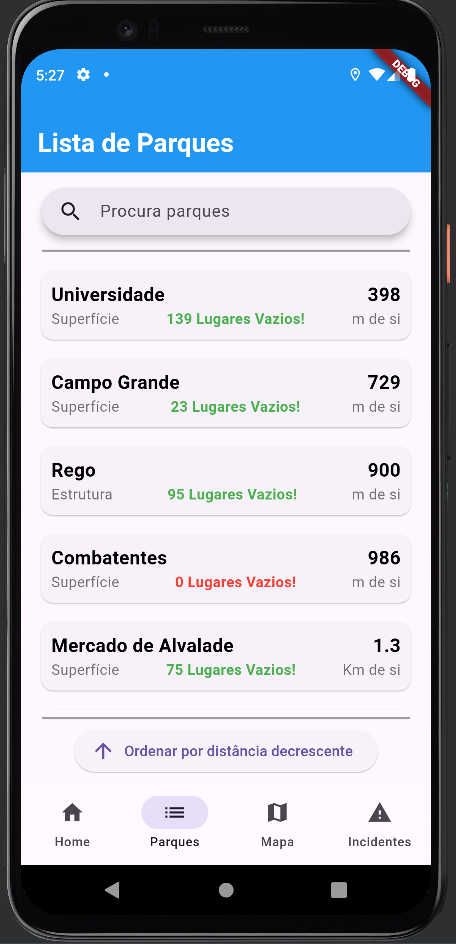 5:27
DEBUG
Lista de Parques
Procura parques
Universidade 398
Superfície 139 Lugares Vazios! m de si
Campo Grande 729
Superfície 23 Lugares Vazios! m de si
Rego 900
Estrutura 95 Lugares Vazios! m de si
Combatentes 986
Superfície 0 Lugares Vazios! m de si
Mercado de Alvalade 1.3
Superfície 75 Lugares Vazios! Km de si
Ordenar por distância decrescente
Home Parques Mapa Incidentes